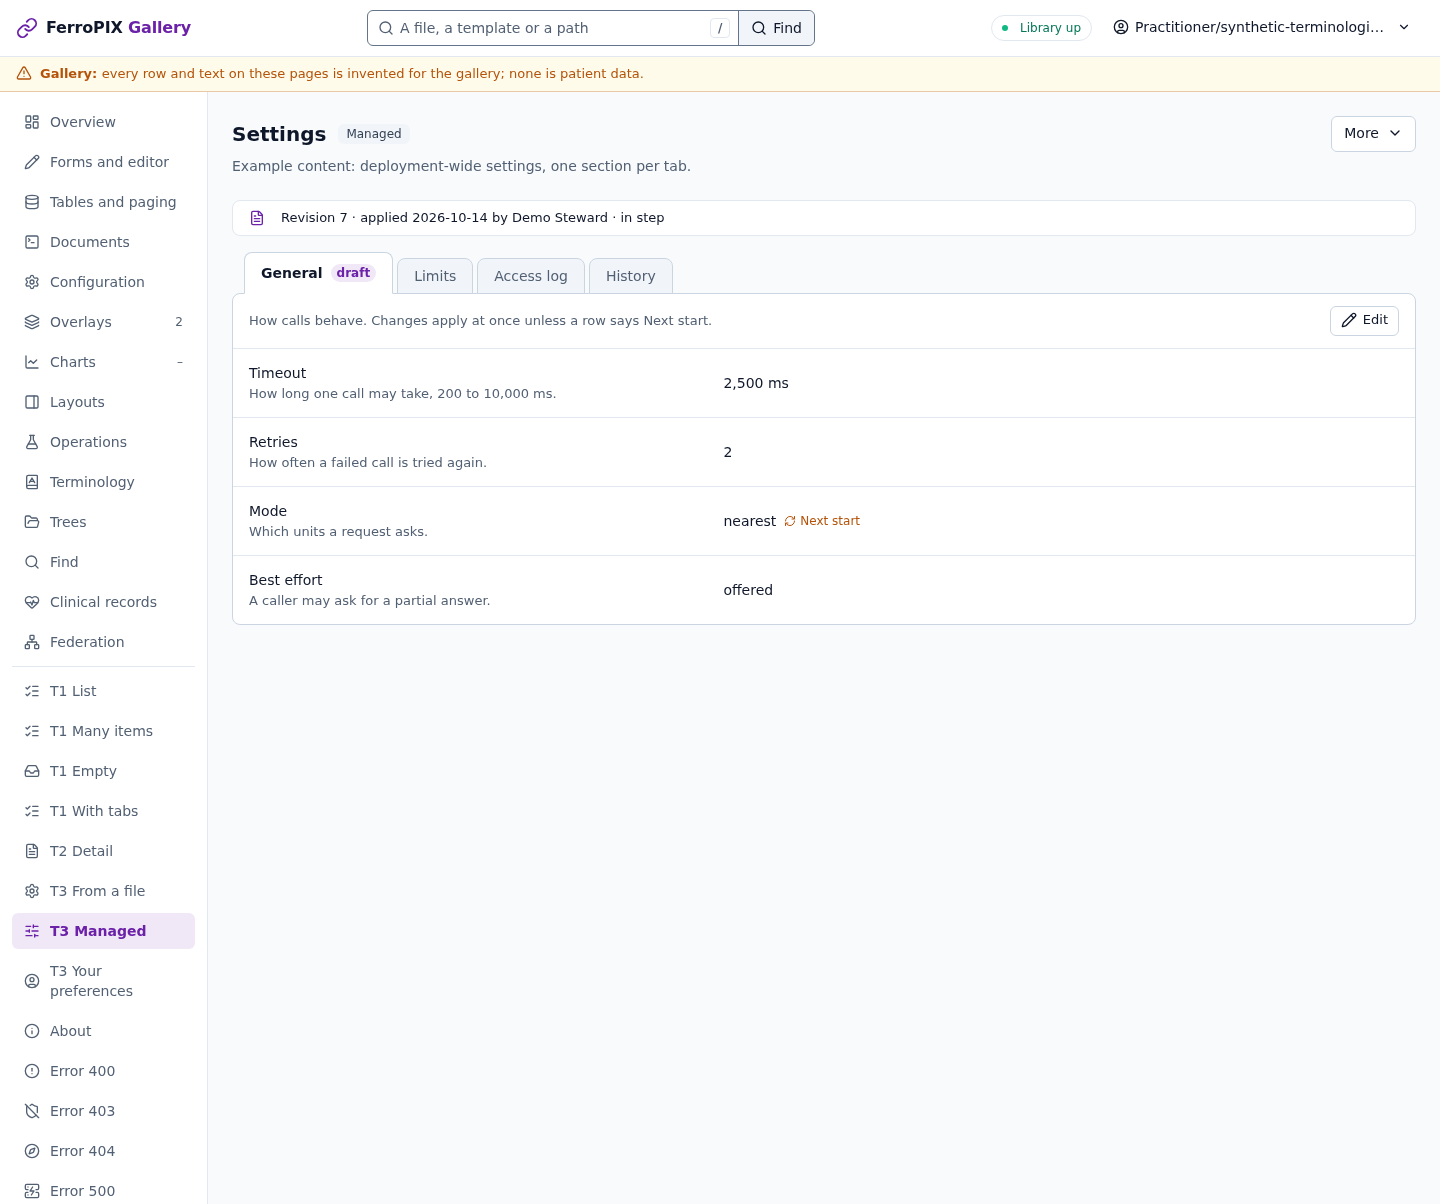 FerroPIX Gallery
A file, a template or a path
/
Find
Library up
Practitioner/synthetic-terminologi…
Gallery: every row and text on these pages is invented for the gallery; none is patient data.
Overview
Forms and editor
Tables and paging
Documents
Configuration
Overlays 2
Charts –
Layouts
Operations
Terminology
Trees
Find
Clinical records
Federation
T1 List
T1 Many items
T1 Empty
T1 With tabs
T2 Detail
T3 From a file
T3 Managed
T3 Your
preferences
About
Error 400
Error 403
Error 404
Error 500
Settings Managed
More
Example content: deployment-wide settings, one section per tab.
Revision 7 · applied 2026-10-14 by Demo Steward · in step
General draft
Limits
Access log
History
How calls behave. Changes apply at once unless a row says Next start.
Edit
Timeout
How long one call may take, 200 to 10,000 ms.
2,500 ms
Retries
How often a failed call is tried again.
2
Mode
Which units a request asks.
nearest Next start
Best effort
A caller may ask for a partial answer.
offered